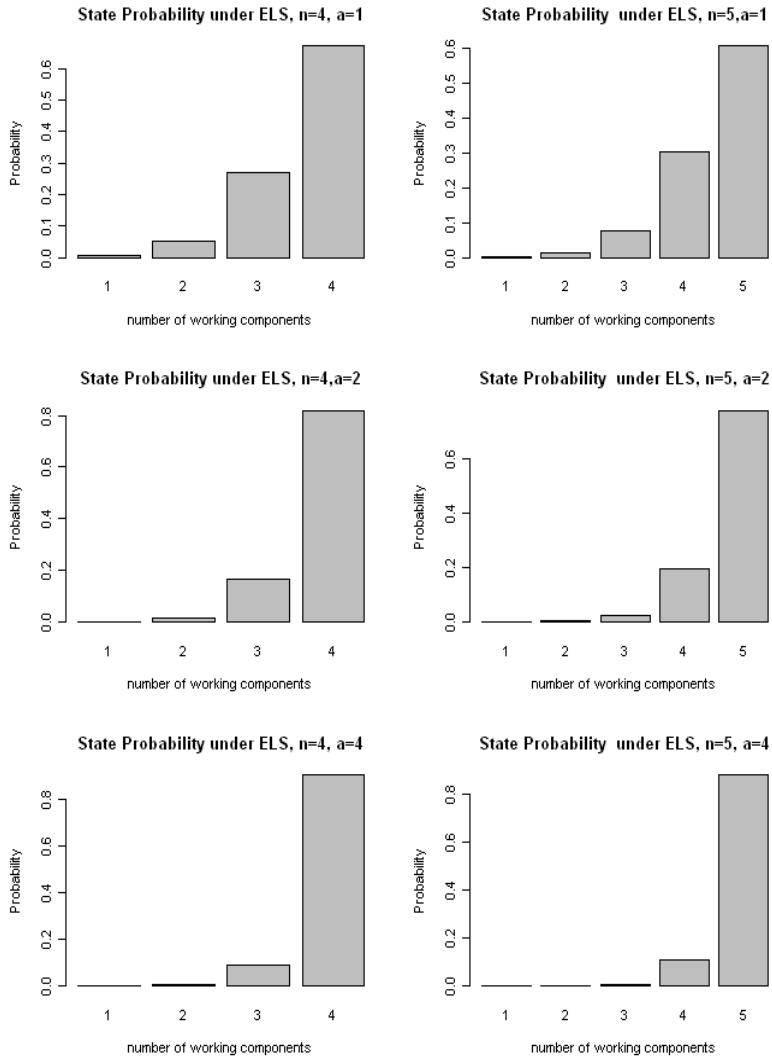 State Probability under ELS, n=4, a=1
Probability
0.6
0.5
0.4
0.3
0.2
0.1
0.0
1 2 3 4
number of working components
State Probability  under ELS, n=5,a=1
Probability
0.6
0.5
0.4
0.3
0.2
0.1
0.0
1 2 3 4 5
number of working components
State Probability under ELS, n=4,a=2
Probability
0.8
0.6
0.4
0.2
0.0
1 2 3 4
number of working components
State Probability  under ELS, n=5, a=2
Probability
0.6
0.4
0.2
0.0
1 2 3 4 5
number of working components
State Probability under ELS, n=4, a=4
Probability
0.8
0.6
0.4
0.2
0.0
1 2 3 4
number of working components
State Probability  under ELS, n=5, a=4
Probability
0.8
0.6
0.4
0.2
0.0
1 2 3 4 5
number of working components